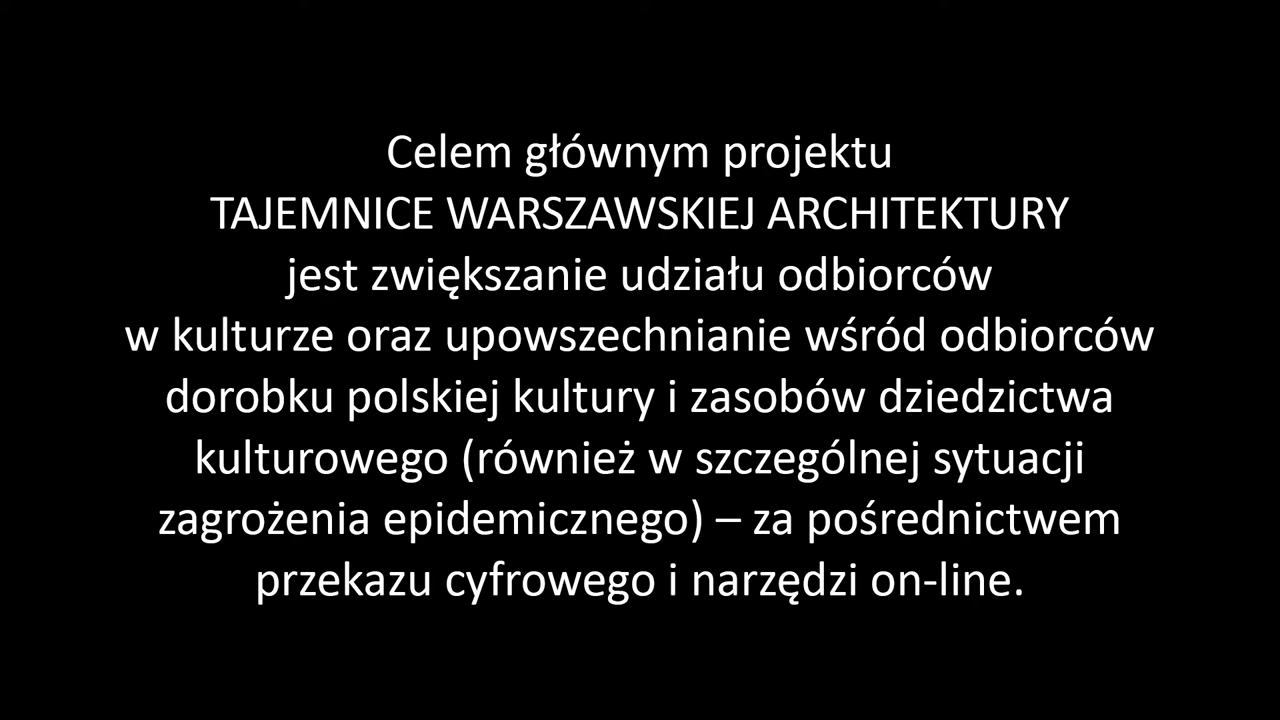 Celem głównym projektu
TAJEMNICE WARSZAWSKIEJ ARCHITEKTURY
jest zwiększanie udziału odbiorców
w kulturze oraz upowszechnianie wśród odbiorców
dorobku polskiej kultury i zasobów dziedzictwa
kulturowego (również w szczególnej sytuacji
zagrożenia epidemicznego) – za pośrednictwem
przekazu cyfrowego i narzędzi on-line.